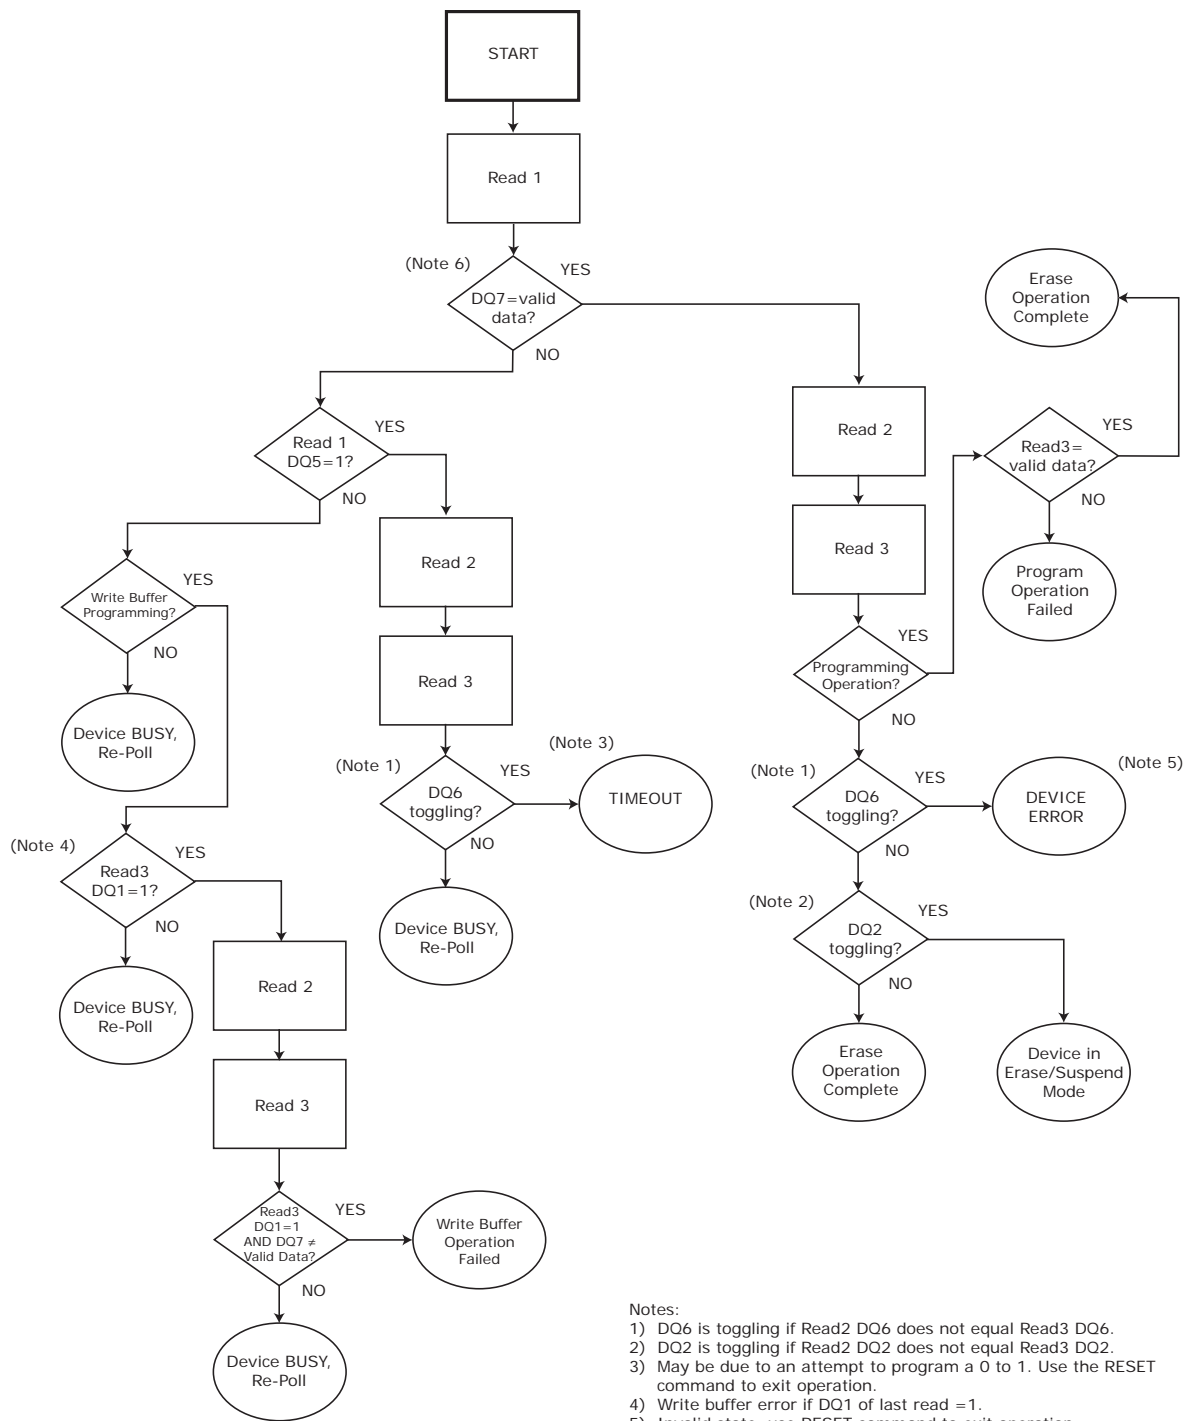 START
Read 1
(Note 6)
YES
DQ7=valid
data?
NO
Erase
Operation
Complete
Read 1
DQ5=1?
YES
NO
Read 2
Read3=
valid data?
YES
NO
Read 2
Read 3
Program
Operation
Failed
Write Buffer
Programming?
YES
NO
Read 3
Programming
Operation?
YES
NO
Device BUSY,
Re-Poll
(Note 1)
DQ6
toggling?
YES
NO
(Note 3)
TIMEOUT
(Note 1)
DQ6
toggling?
YES
NO
(Note 5)
DEVICE
ERROR
(Note 4)
Read3
DQ1=1?
YES
NO
Device BUSY,
Re-Poll
(Note 2)
DQ2
toggling?
YES
NO
Device BUSY,
Re-Poll
Read 2
Erase
Operation
Complete
Device in
Erase/Suspend
Mode
Read 3
Read3
DQ1=1
AND DQ7 ≠
Valid Data?
YES
NO
Write Buffer
Operation
Failed
Device BUSY,
Re-Poll
Notes:
1) DQ6 is toggling if Read2 DQ6 does not equal Read3 DQ6.
2) DQ2 is toggling if Read2 DQ2 does not equal Read3 DQ2.
3) May be due to an attempt to program a 0 to 1. Use the RESET
command to exit operation.
4) Write buffer error if DQ1 of last read =1.
5) Invalid state, use RESET command to exit operation.